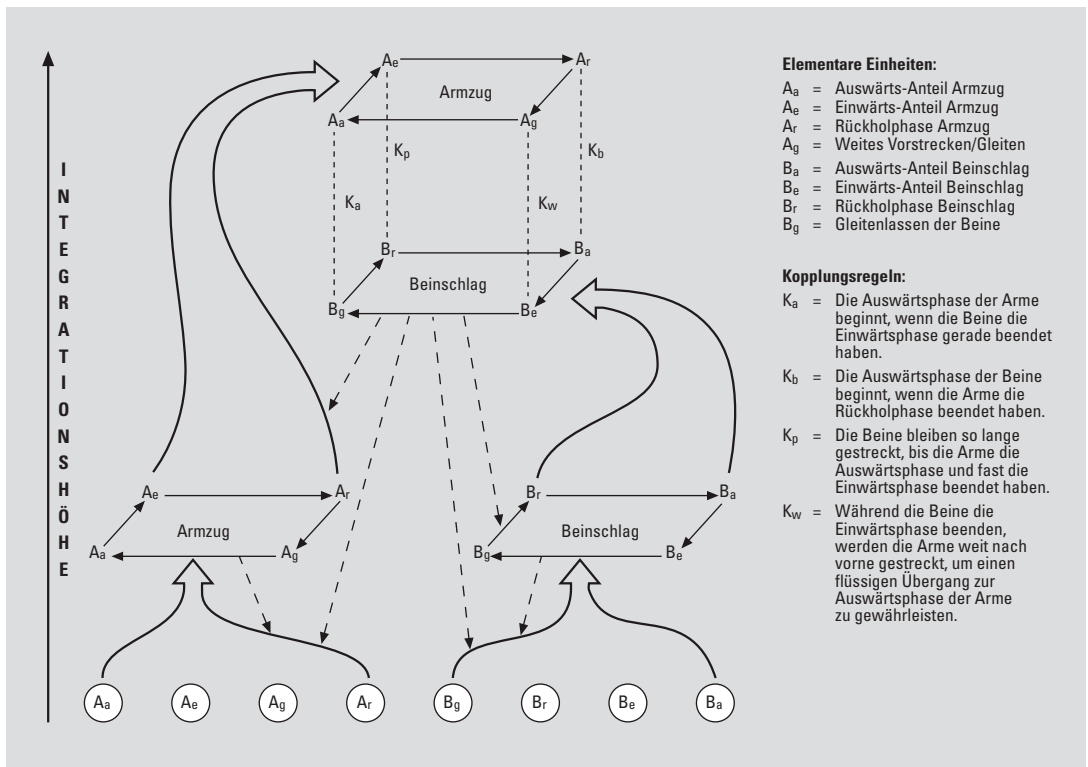 INTEGRATIONSHÖHE
Ae
Ar
Armzug
Aa
Ag
Kp
Kb
Ka
Kw
Br
Ba
Beinschlag
Bg
Be
Ae
Ar
Armzug
Aa
Ag
Br
Ba
Beinschlag
Bg
Be
Aa
Ae
Ag
Ar
Bg
Br
Be
Ba
Elementare Einheiten:
Aa = Auswärts-Anteil Armzug
Ae = Einwärts-Anteil Armzug
Ar = Rückholphase Armzug
Ag = Weites Vorstrecken/Gleiten
Ba = Auswärts-Anteil Beinschlag
Be = Einwärts-Anteil Beinschlag
Br = Rückholphase Beinschlag
Bg = Gleitenlassen der Beine
Kopplungsregeln:
Ka = Die Auswärtsphase der Arme
beginnt, wenn die Beine die
Einwärtsphase gerade beendet
haben.
Kb = Die Auswärtsphase der Beine
beginnt, wenn die Arme die
Rückholphase beendet haben.
Kp = Die Beine bleiben so lange
gestreckt, bis die Arme die
Auswärtsphase und fast die
Einwärtsphase beendet haben.
Kw = Während die Beine die
Einwärtsphase beenden,
werden die Arme weit nach
vorne gestreckt, um einen
flüssigen Übergang zur
Auswärtsphase der Arme
zu gewährleisten.